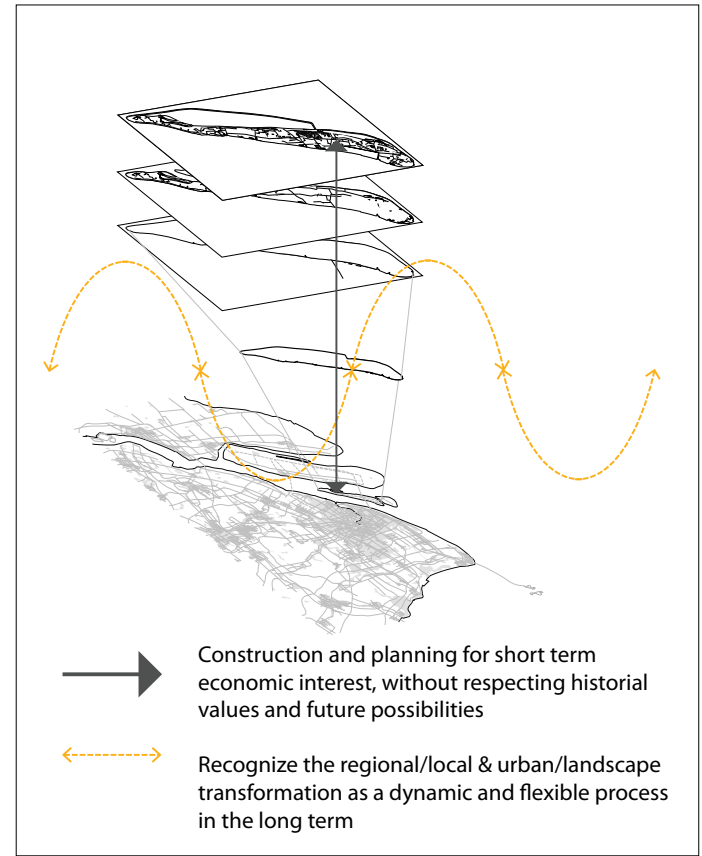 Construction and planning for short term
economic interest, without respecting historial
values and future possibilities
Recognize the regional/local & urban/landscape
transformation as a dynamic and flexible process
in the long term